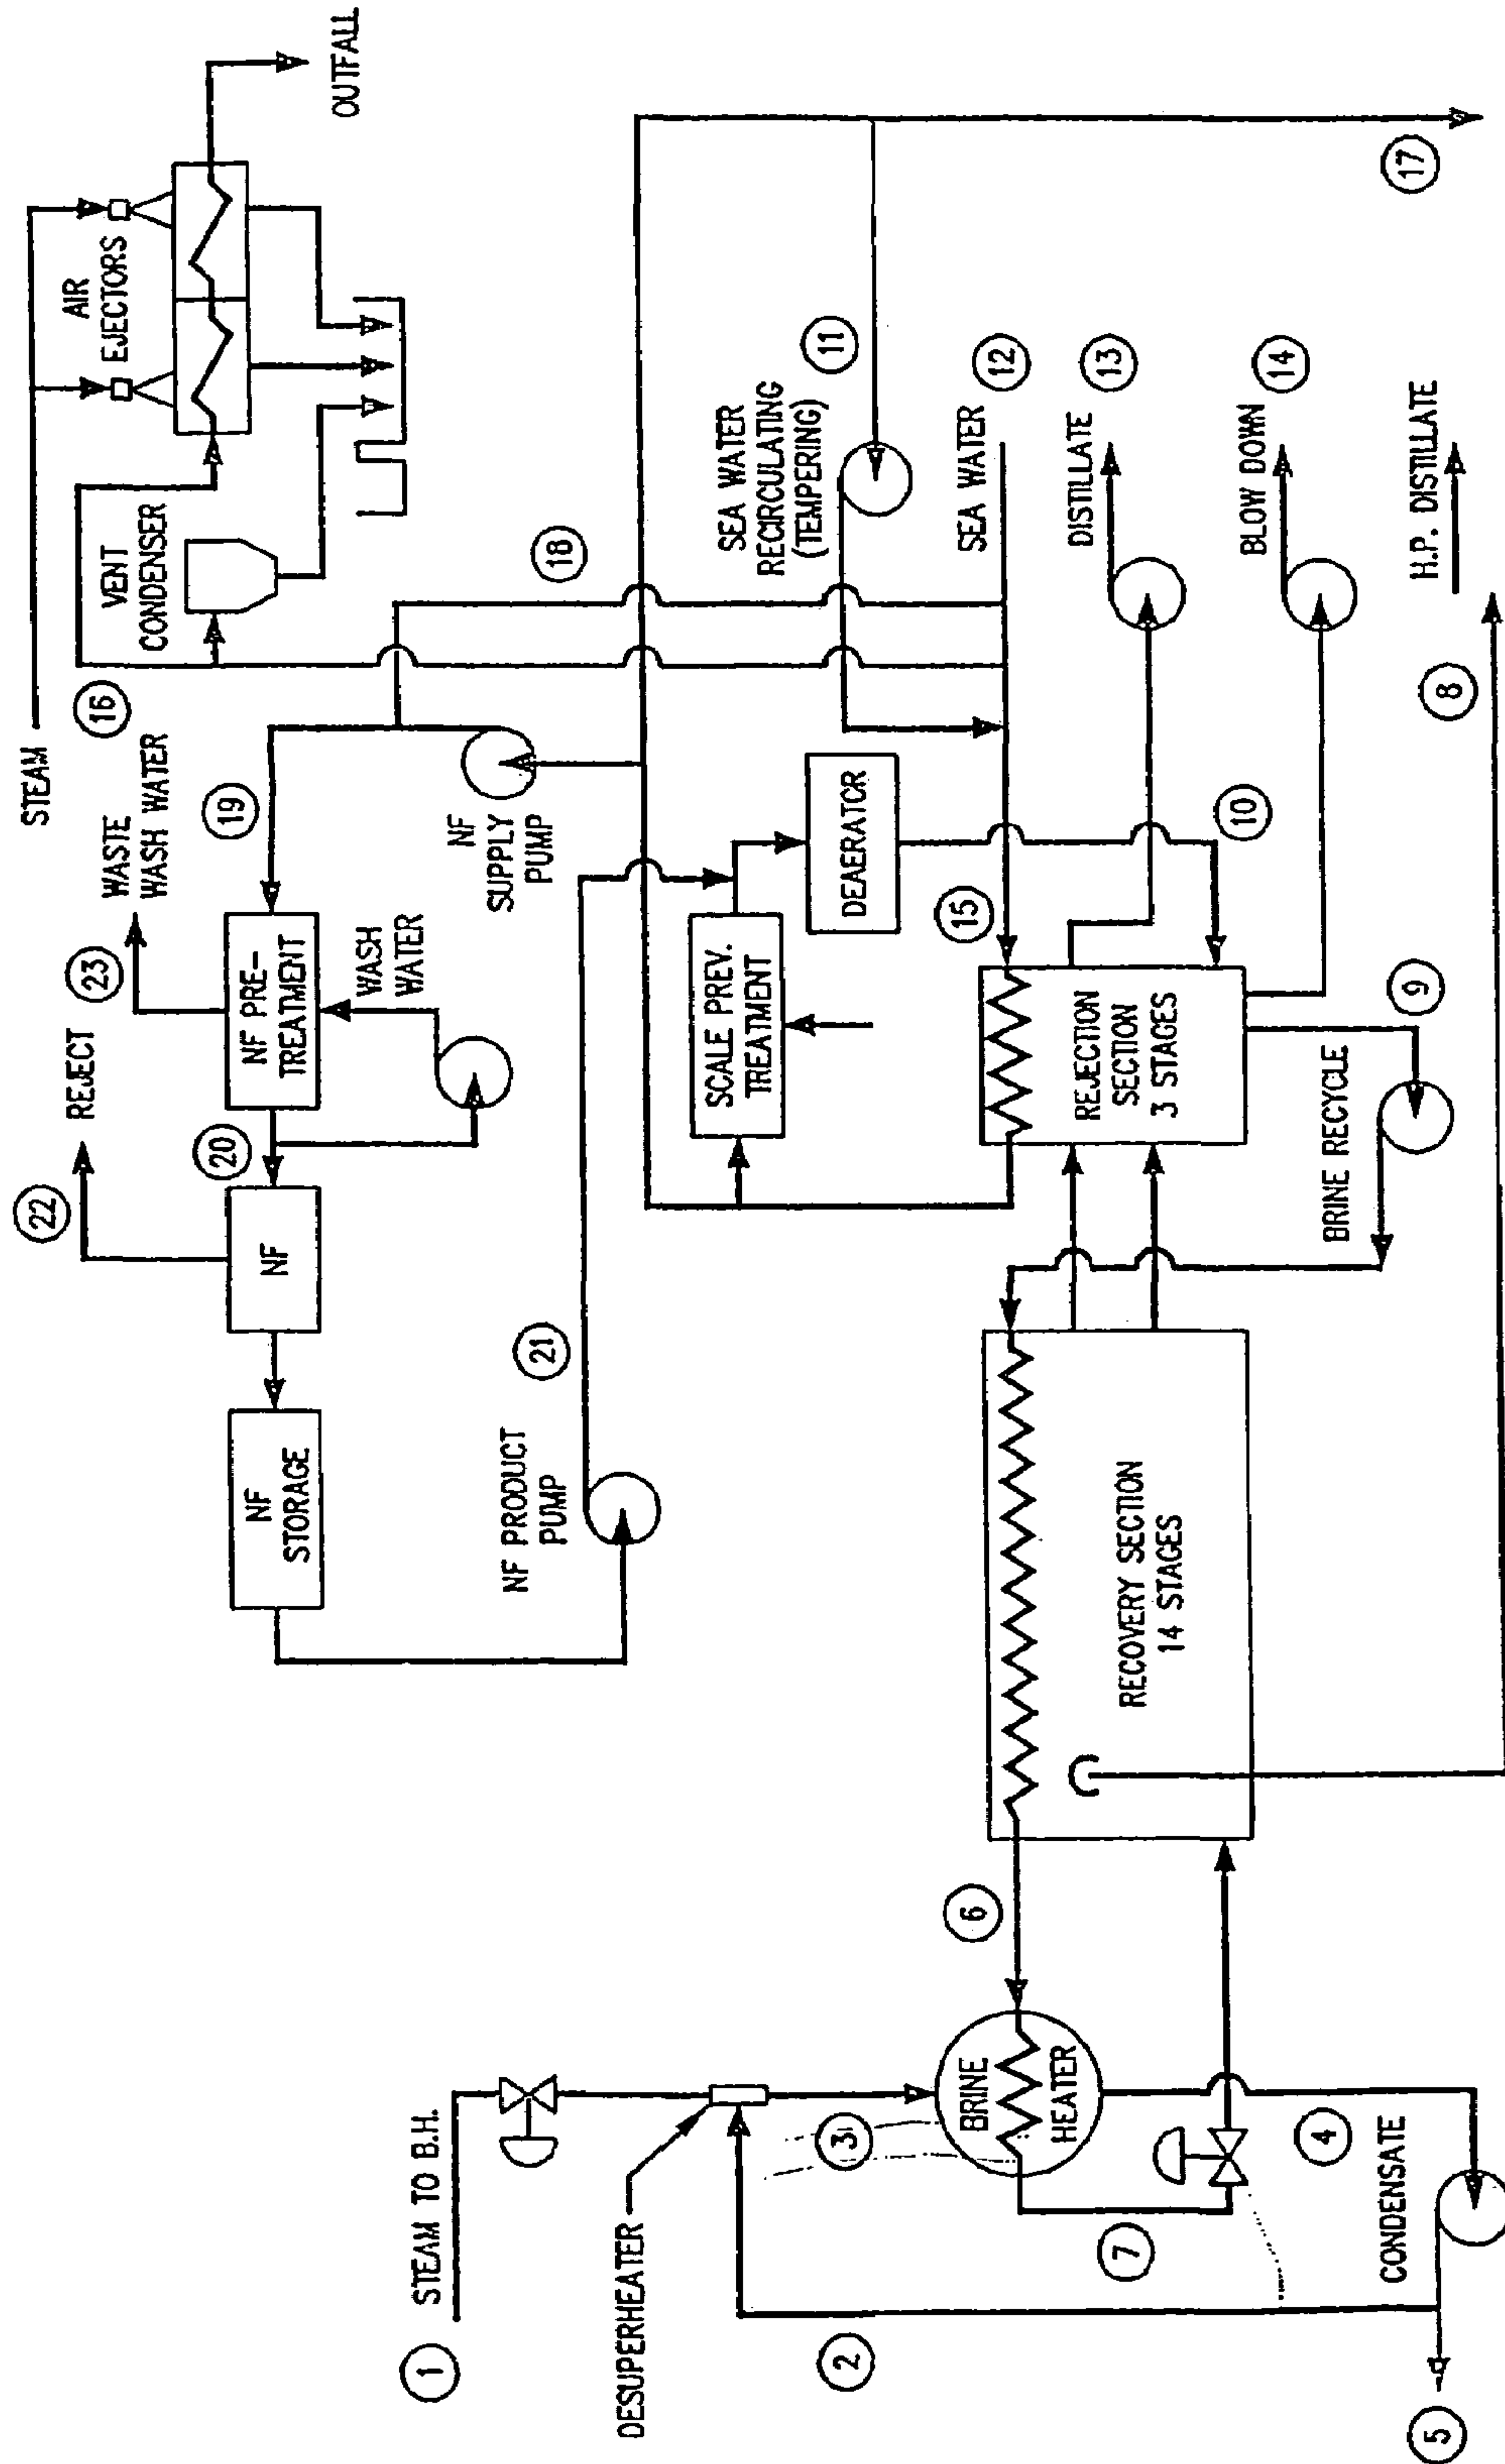 STEAM
16
AIR
EJECTORS
OUTFALL
VENT
CONDENSER
22
REJECT
23
WASTE
WASH WATER
19
NF
STORAGE
NF
20
NF PRE-
TREATMENT
WASH
WATER
18
NF PRODUCT
PUMP
21
NF
SUPPLY
PUMP
SCALE PREV.
TREATMENT
DEAERATOR
SEA WATER
RECIRCULATING
(TEMPERING)
11
1
STEAM TO B.H.
DESUPERHEATER
2
3
6
15
SEA WATER
12
BRINE
HEATER
RECOVERY SECTION
14 STAGES
REJECTION
SECTION
3 STAGES
DISTILLATE
13
10
BLOW DOWN
14
7
4
BRINE RECYCLE
9
17
CONDENSATE
5
8
H.P. DISTILLATE